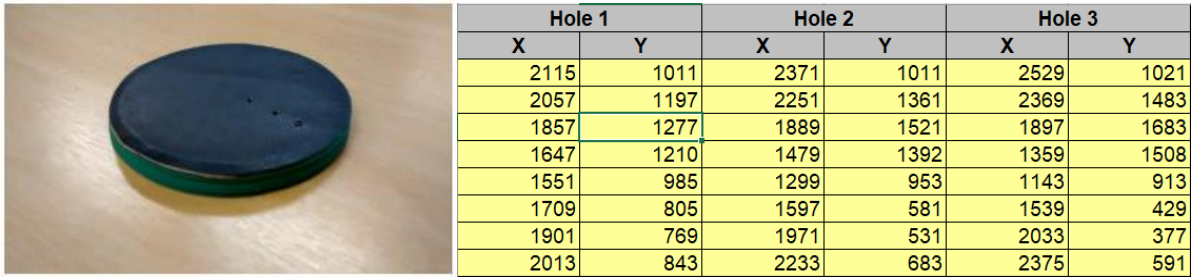 Hole 1 Hole 2 Hole 3
X Y X Y X Y
2115 1011 2371 1011 2529 1021
2057 1197 2251 1361 2369 1483
1857 1277 1889 1521 1897 1683
1647 1210 1479 1392 1359 1508
1551 985 1299 953 1143 913
1709 805 1597 581 1539 429
1901 769 1971 531 2033 377
2013 843 2233 683 2375 591